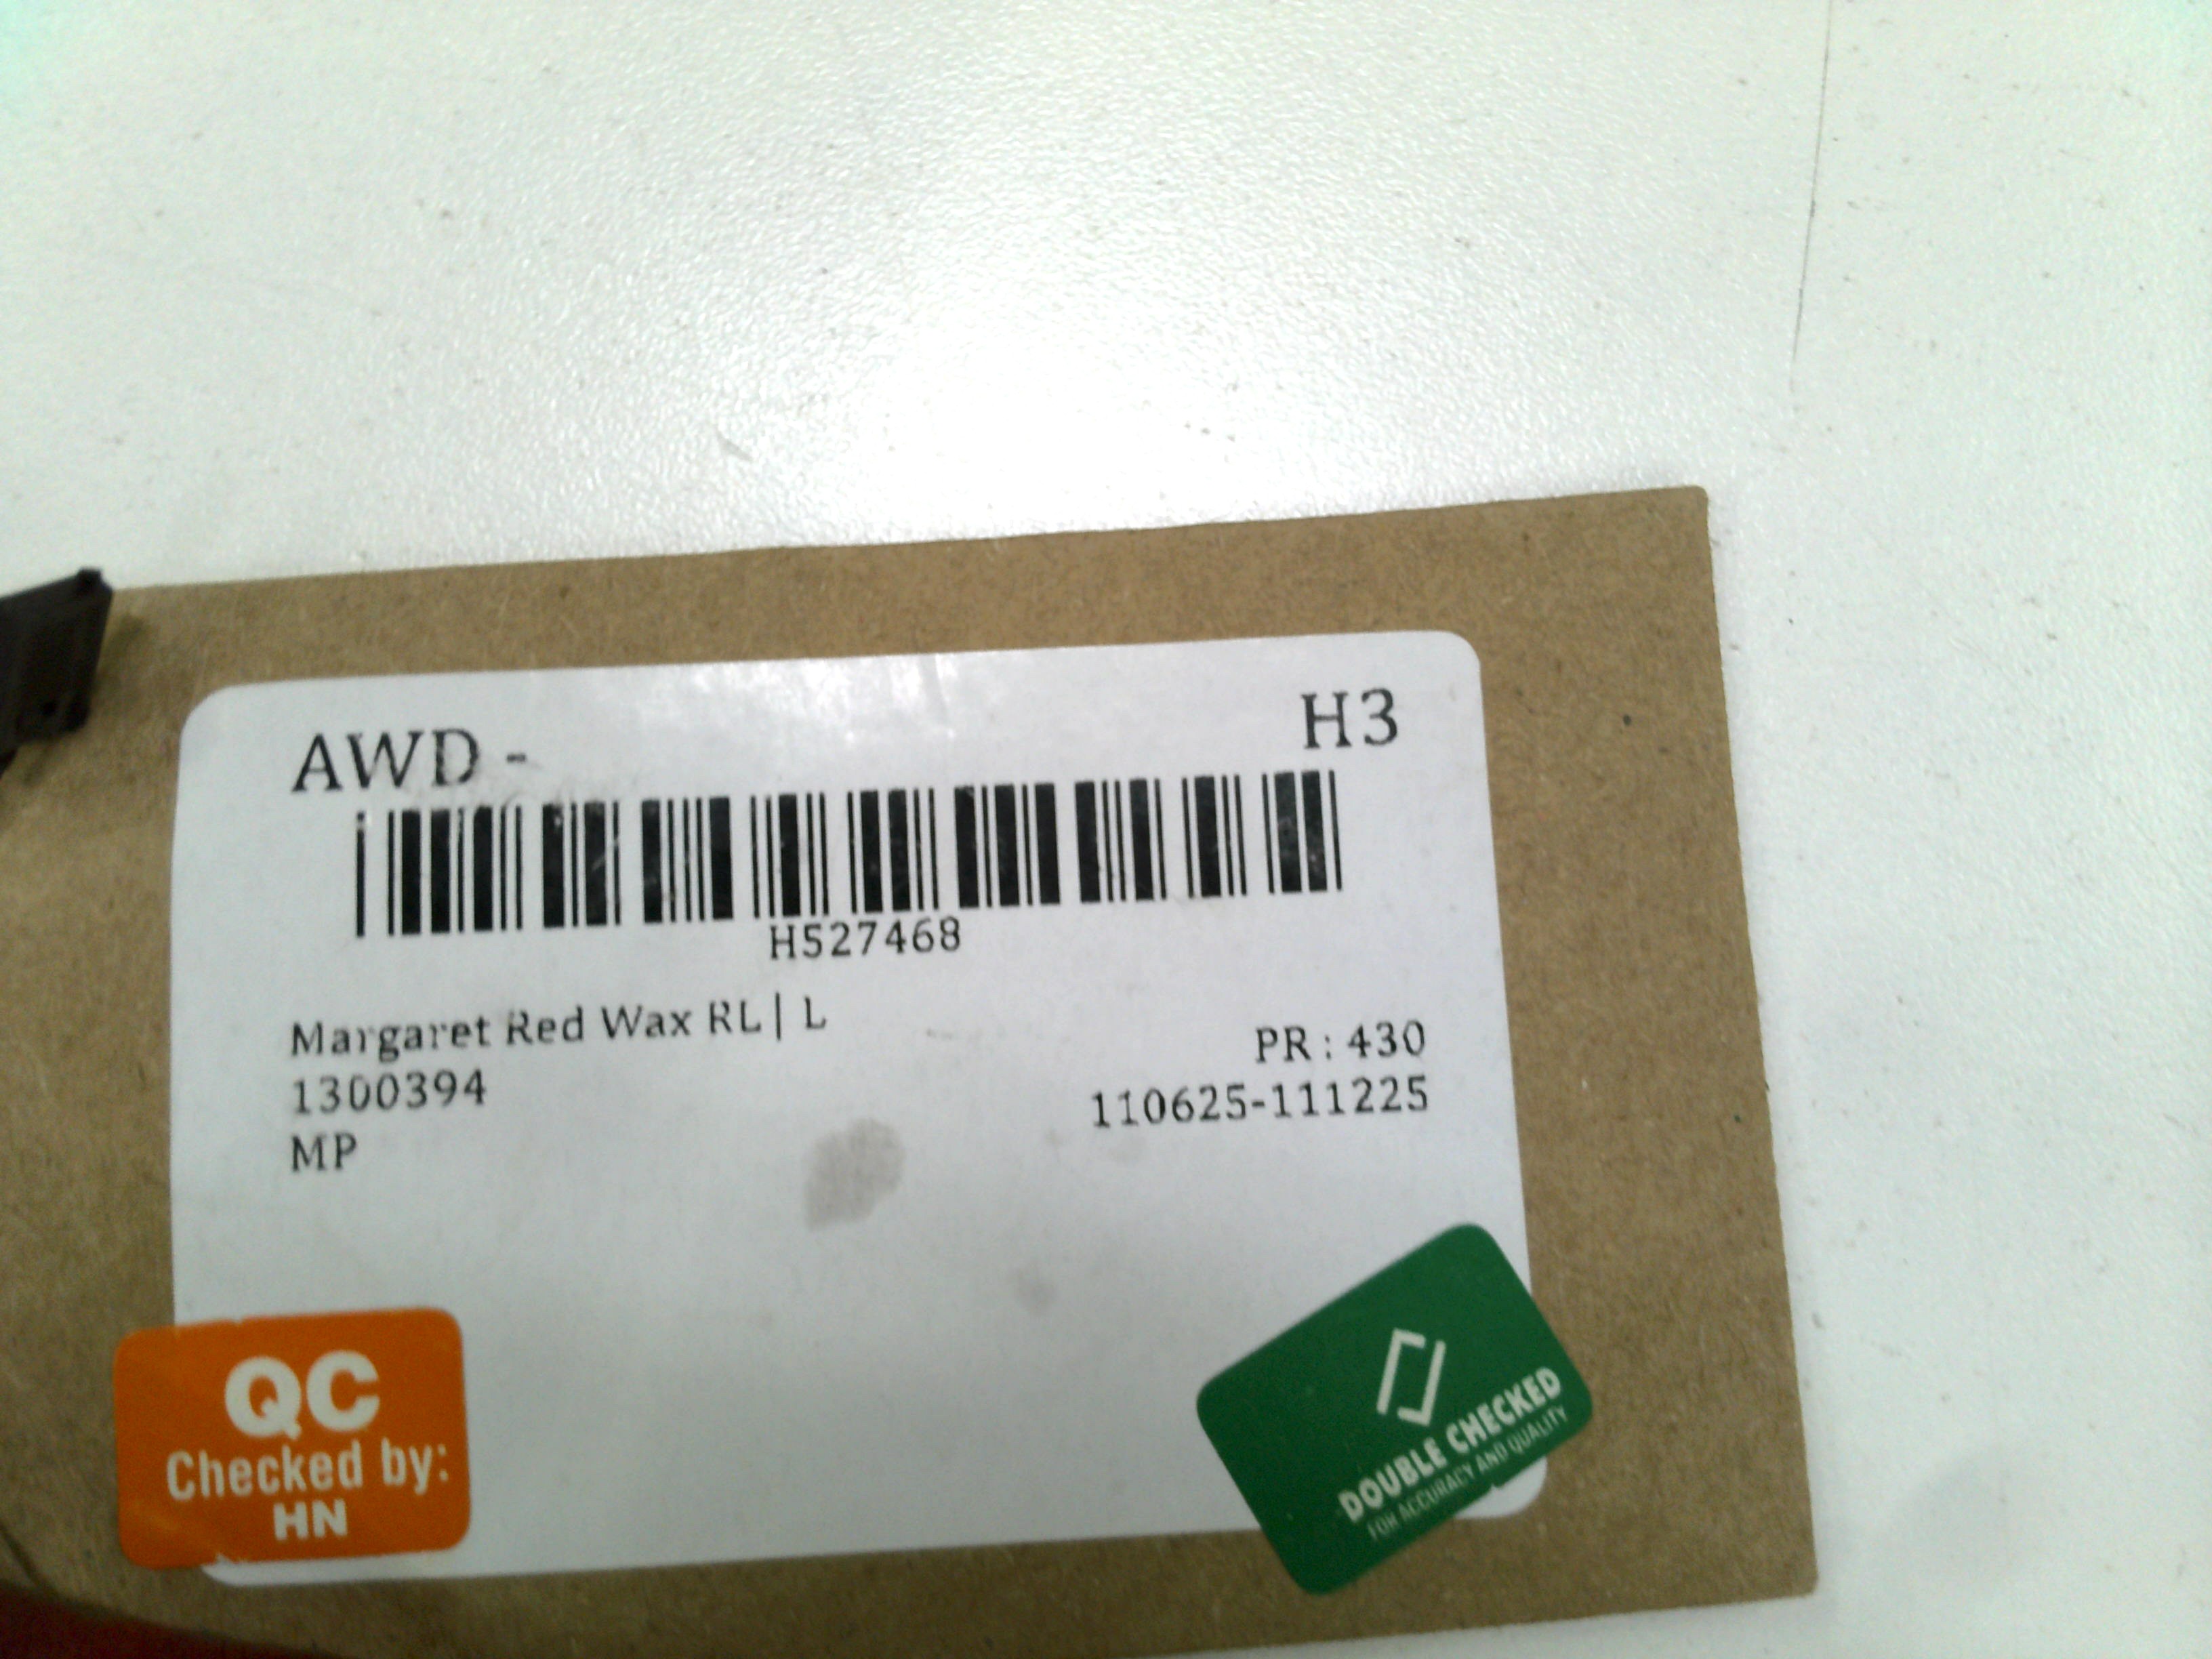 AWD - H3
H527468
Margaret Red Wax RL| L
PR : 430
1300394
110625-111225
MP
QC
Checked by:
HN
DOUBLE CHECKED
FOR ACCURACY AND QUALITY